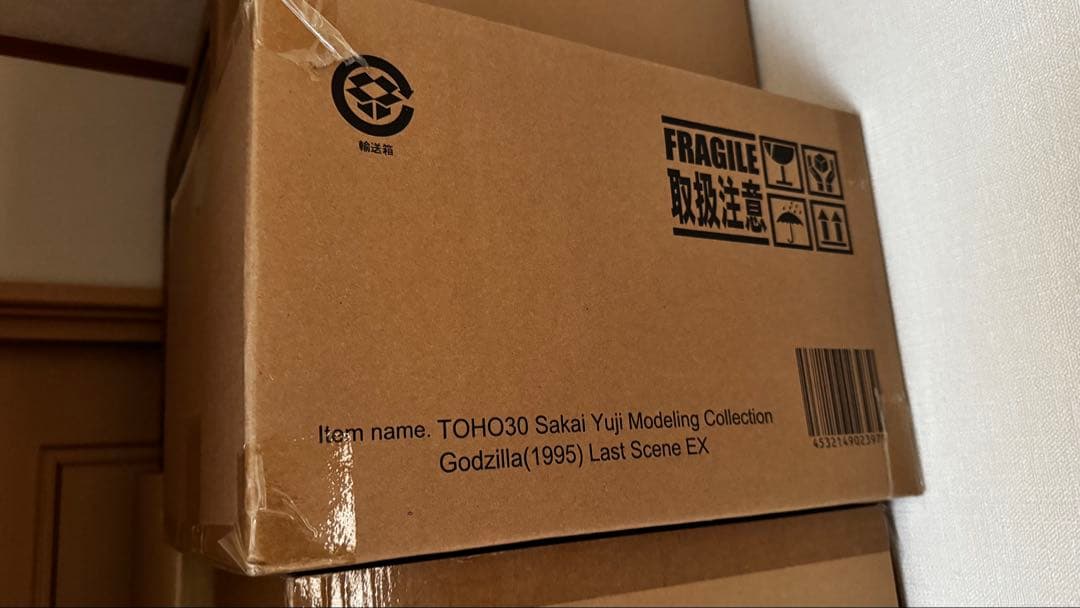 輸送箱
FRAGILE
取扱注意
Item name. TOHO30 Sakai Yuji Modeling Collection
Godzilla(1995) Last Scene EX
453214902397